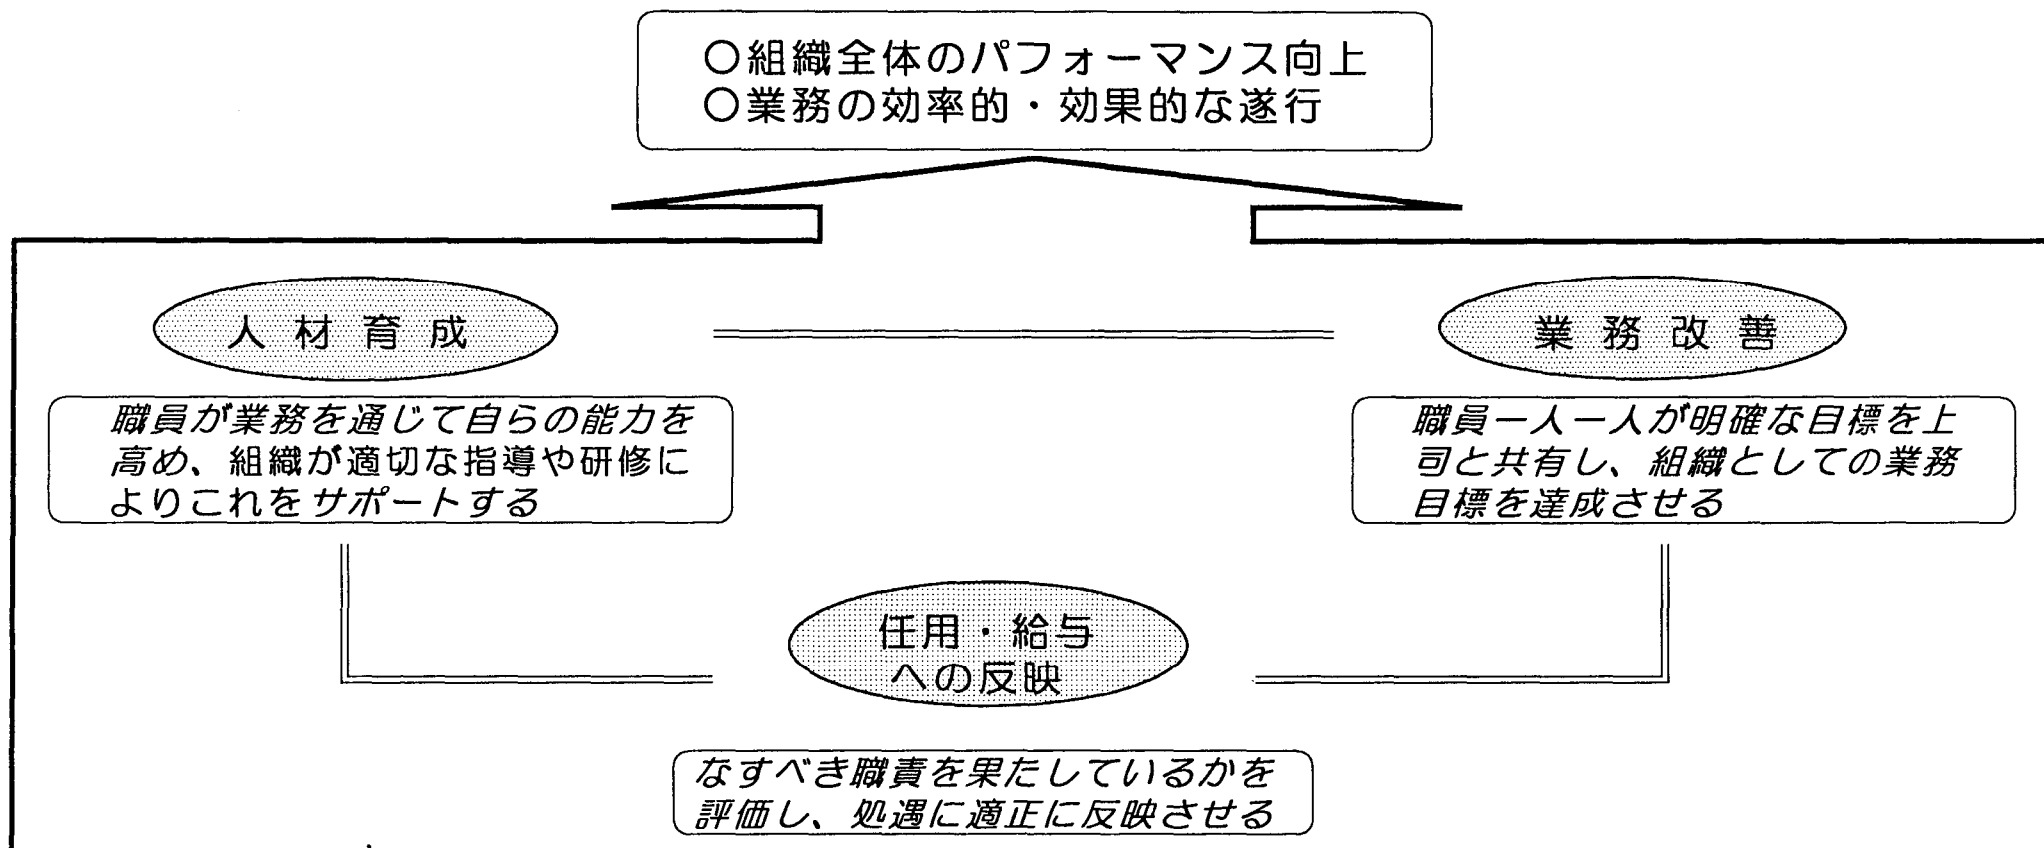 ○組織全体のパフォーマンス向上
○業務の効率的・効果的な遂行
人材育成
業務改善
職員が業務を通じて自らの能力を
高め、組織が適切な指導や研修に
よりこれをサポートする
職員一人一人が明確な目標を上
司と共有し、組織としての業務
目標を達成させる
任用・給与
への反映
なすべき職責を果たしているかを
評価し、処遇に適正に反映させる